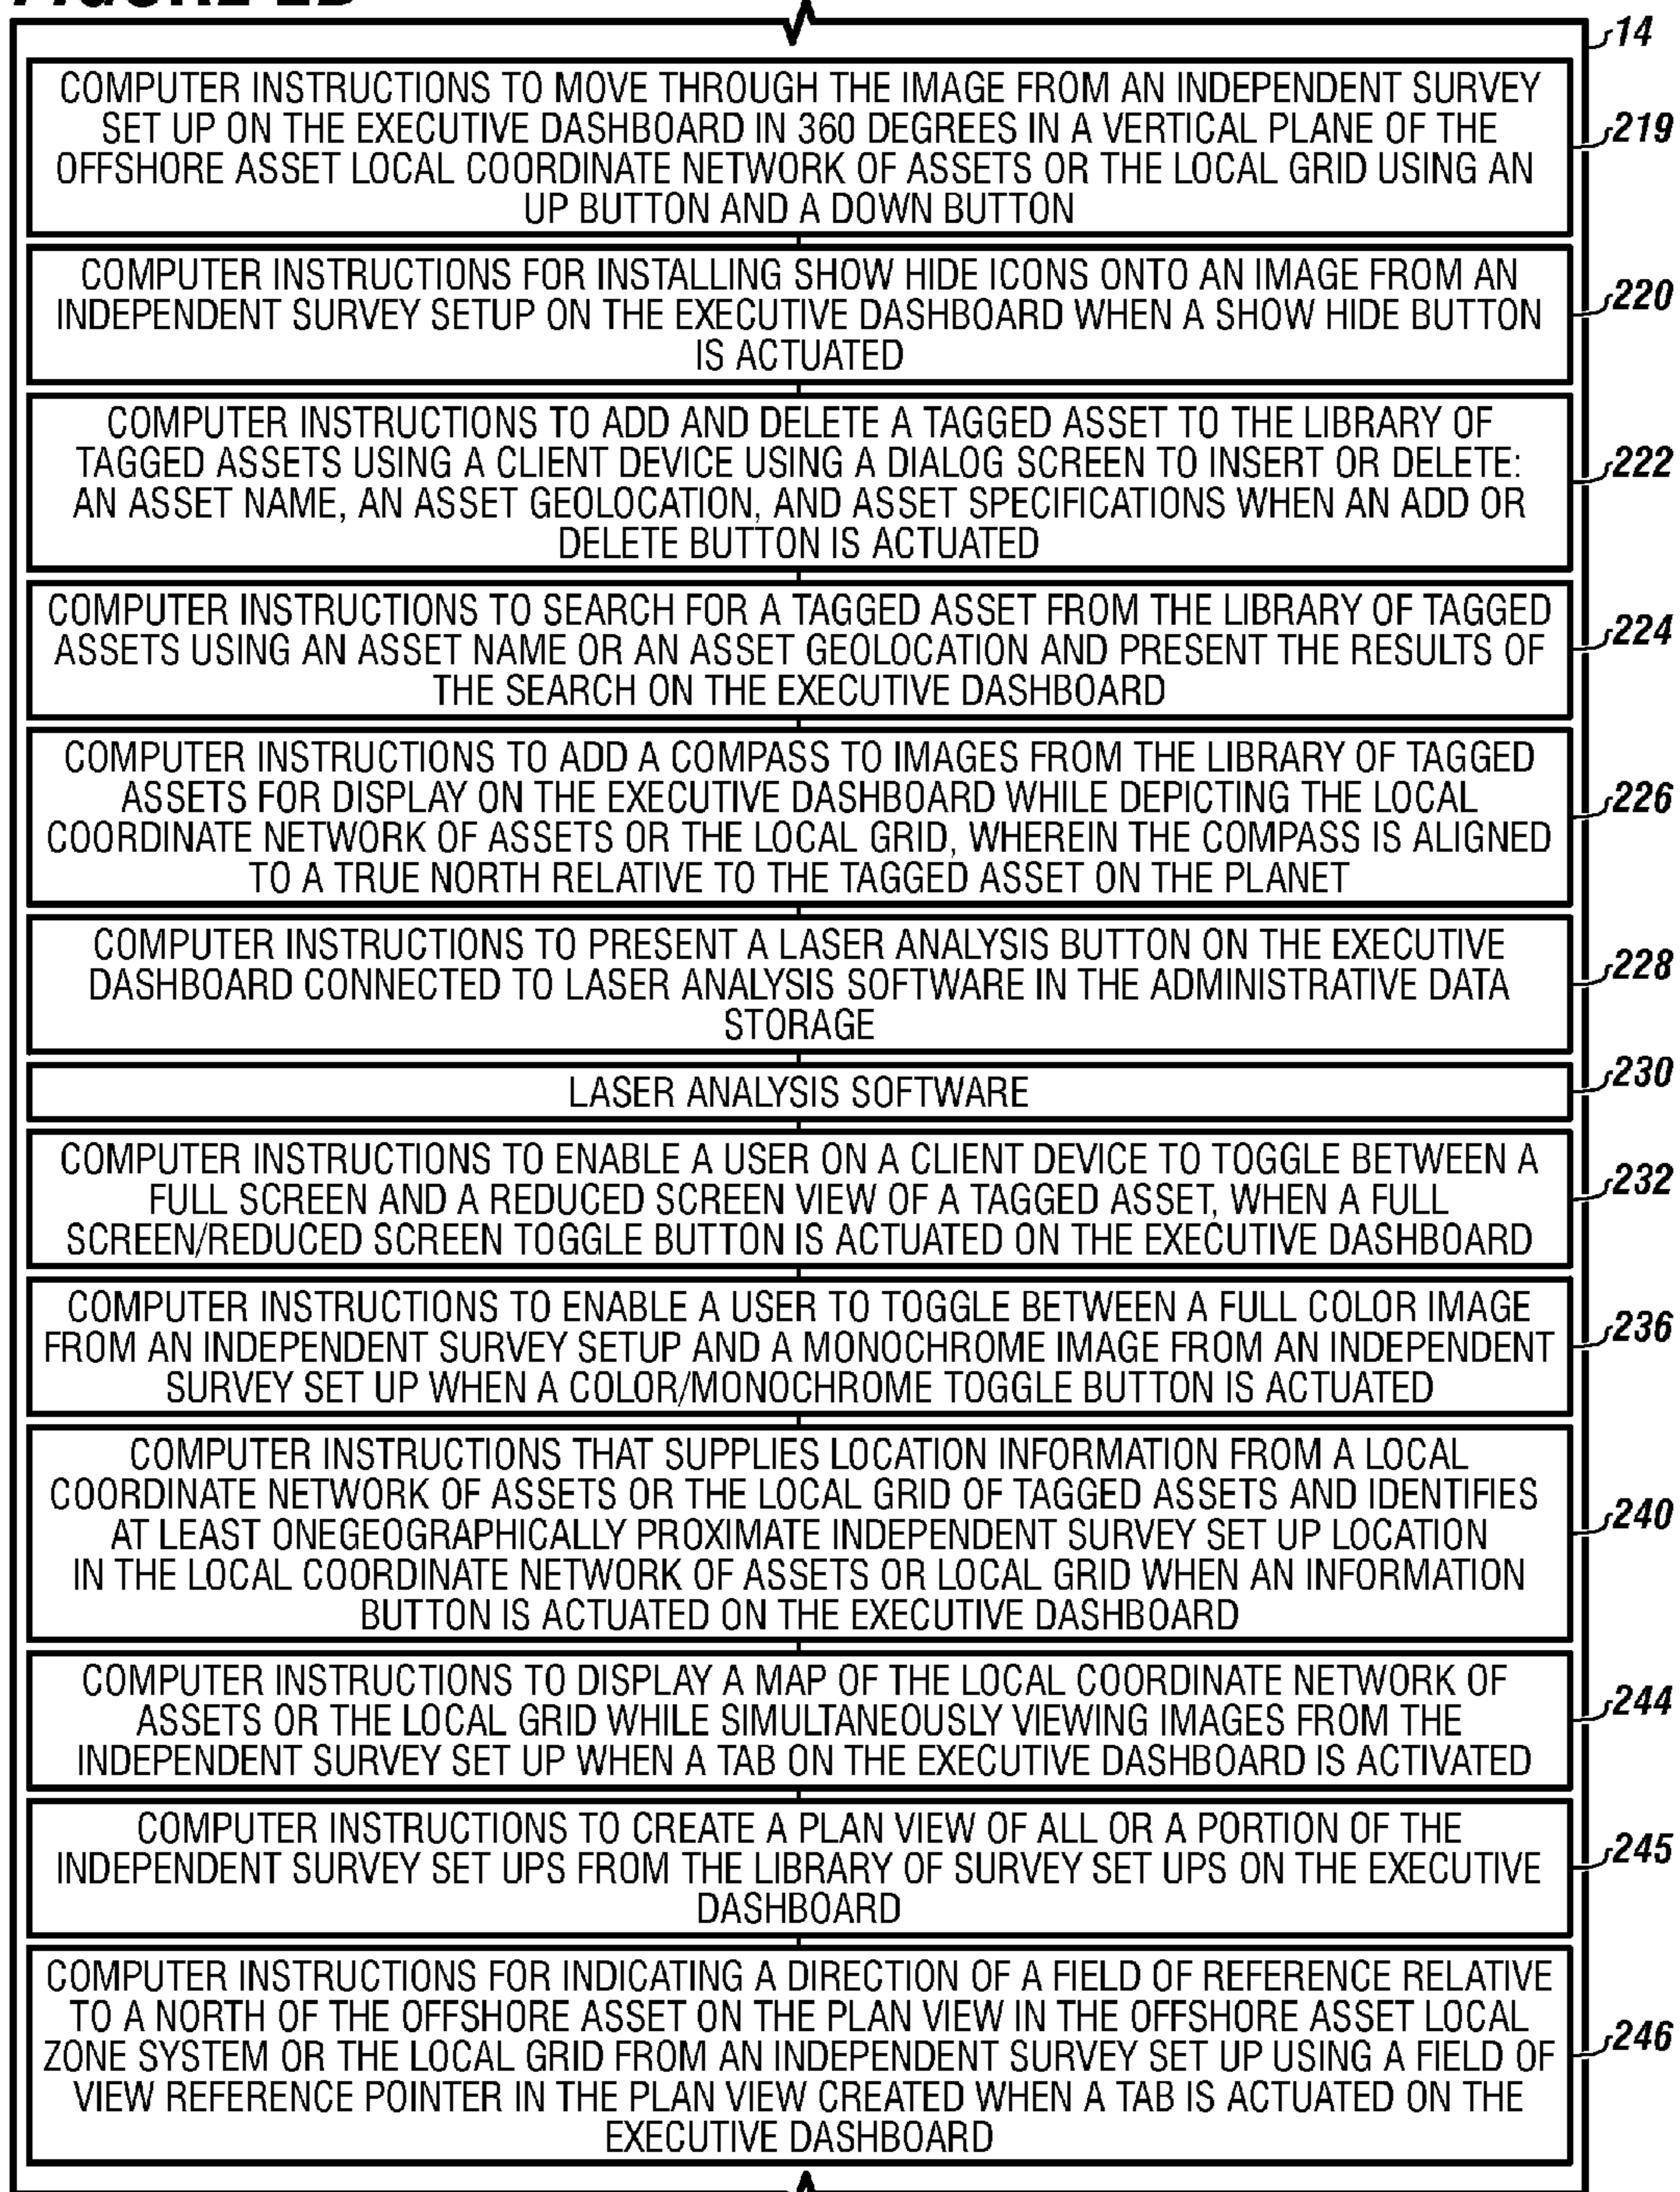 FIGURE
14
COMPUTER INSTRUCTIONS TO MOVE THROUGH THE IMAGE FROM AN INDEPENDENT SURVEY
SET UP ON THE EXECUTIVE DASHBOARD IN 360 DEGREES IN A VERTICAL PLANE OF THE
OFFSHORE ASSET LOCAL COORDINATE NETWORK OF ASSETS OR THE LOCAL GRID USING AN
UP BUTTON AND A DOWN BUTTON
219
COMPUTER INSTRUCTIONS FOR INSTALLING SHOW HIDE ICONS ONTO AN IMAGE FROM AN
INDEPENDENT SURVEY SETUP ON THE EXECUTIVE DASHBOARD WHEN A SHOW HIDE BUTTON
IS ACTUATED
220
COMPUTER INSTRUCTIONS TO ADD AND DELETE A TAGGED ASSET TO THE LIBRARY OF
TAGGED ASSETS USING A CLIENT DEVICE USING A DIALOG SCREEN TO INSERT OR DELETE:
AN ASSET NAME, AN ASSET GEOLOCATION, AND ASSET SPECIFICATIONS WHEN AN ADD OR
DELETE BUTTON IS ACTUATED
222
COMPUTER INSTRUCTIONS TO SEARCH FOR A TAGGED ASSET FROM THE LIBRARY OF TAGGED
ASSETS USING AN ASSET NAME OR AN ASSET GEOLOCATION AND PRESENT THE RESULTS OF
THE SEARCH ON THE EXECUTIVE DASHBOARD
224
COMPUTER INSTRUCTIONS TO ADD A COMPASS TO IMAGES FROM THE LIBRARY OF TAGGED
ASSETS FOR DISPLAY ON THE EXECUTIVE DASHBOARD WHILE DEPICTING THE LOCAL
COORDINATE NETWORK OF ASSETS OR THE LOCAL GRID, WHEREIN THE COMPASS IS ALIGNED
TO A TRUE NORTH RELATIVE TO THE TAGGED ASSET ON THE PLANET
226
COMPUTER INSTRUCTIONS TO PRESENT A LASER ANALYSIS BUTTON ON THE EXECUTIVE
DASHBOARD CONNECTED TO LASER ANALYSIS SOFTWARE IN THE ADMINISTRATIVE DATA
STORAGE
228
LASER ANALYSIS SOFTWARE
230
COMPUTER INSTRUCTIONS TO ENABLE A USER ON A CLIENT DEVICE TO TOGGLE BETWEEN A
FULL SCREEN AND A REDUCED SCREEN VIEW OF A TAGGED ASSET, WHEN A FULL
SCREEN/REDUCED SCREEN TOGGLE BUTTON IS ACTUATED ON THE EXECUTIVE DASHBOARD
232
COMPUTER INSTRUCTIONS TO ENABLE A USER TO TOGGLE BETWEEN A FULL COLOR IMAGE
FROM AN INDEPENDENT SURVEY SETUP AND A MONOCHROME IMAGE FROM AN INDEPENDENT
SURVEY SET UP WHEN A COLOR/MONOCHROME TOGGLE BUTTON IS ACTUATED
236
COMPUTER INSTRUCTIONS THAT SUPPLIES LOCATION INFORMATION FROM A LOCAL
COORDINATE NETWORK OF ASSETS OR THE LOCAL GRID OF TAGGED ASSETS AND IDENTIFIES
AT LEAST ONEGEOGRAPHICALLY PROXIMATE INDEPENDENT SURVEY SET UP LOCATION
IN THE LOCAL COORDINATE NETWORK OF ASSETS OR LOCAL GRID WHEN AN INFORMATION
BUTTON IS ACTUATED ON THE EXECUTIVE DASHBOARD
240
COMPUTER INSTRUCTIONS TO DISPLAY A MAP OF THE LOCAL COORDINATE NETWORK OF
ASSETS OR THE LOCAL GRID WHILE SIMULTANEOUSLY VIEWING IMAGES FROM THE
INDEPENDENT SURVEY SET UP WHEN A TAB ON THE EXECUTIVE DASHBOARD IS ACTIVATED
244
COMPUTER INSTRUCTIONS TO CREATE A PLAN VIEW OF ALL OR A PORTION OF THE
INDEPENDENT SURVEY SET UPS FROM THE LIBRARY OF SURVEY SET UPS ON THE EXECUTIVE
DASHBOARD
245
COMPUTER INSTRUCTIONS FOR INDICATING A DIRECTION OF A FIELD OF REFERENCE RELATIVE
TO A NORTH OF THE OFFSHORE ASSET ON THE PLAN VIEW IN THE OFFSHORE ASSET LOCAL
ZONE SYSTEM OR THE LOCAL GRID FROM AN INDEPENDENT SURVEY SET UP USING A FIELD OF
VIEW REFERENCE POINTER IN THE PLAN VIEW CREATED WHEN A TAB IS ACTUATED ON THE
EXECUTIVE DASHBOARD
246